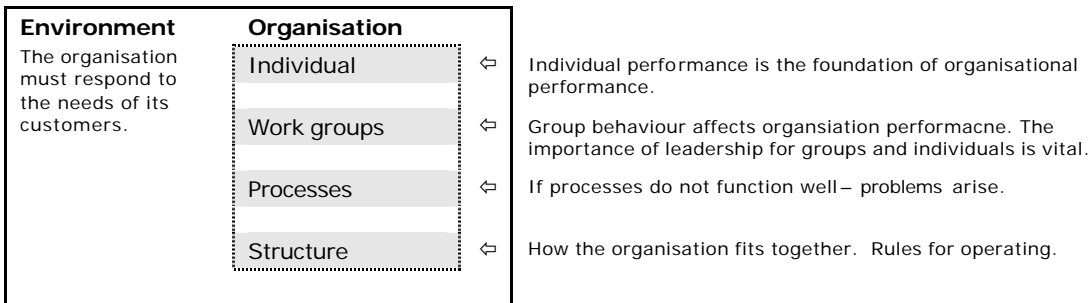 Environment
The organisation
must respond to
the needs of its
customers.
Organisation
Individual
⇦ Individual performance is the foundation of organisational
performance.
Work groups
⇦ Group behaviour affects organsiation performacne. The
importance of leadership for groups and individuals is vital.
Processes
⇦ If processes do not function well – problems arise.
Structure
⇦ How the organisation fits together. Rules for operating.